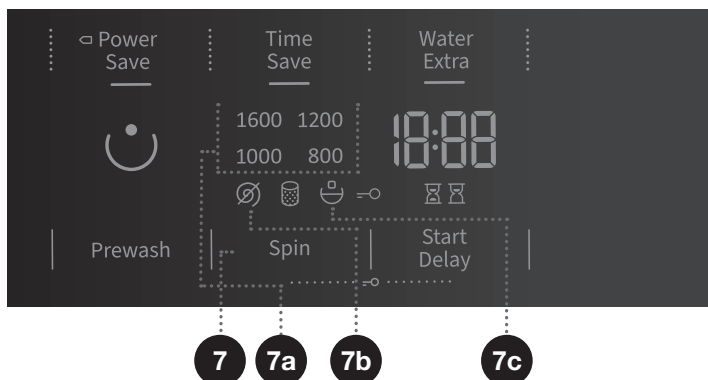 Power
Save
Time
Save
Water
Extra
1600 1200
1000 800
18:88
Prewash
Spin
Start
Delay
7
7a
7b
7c